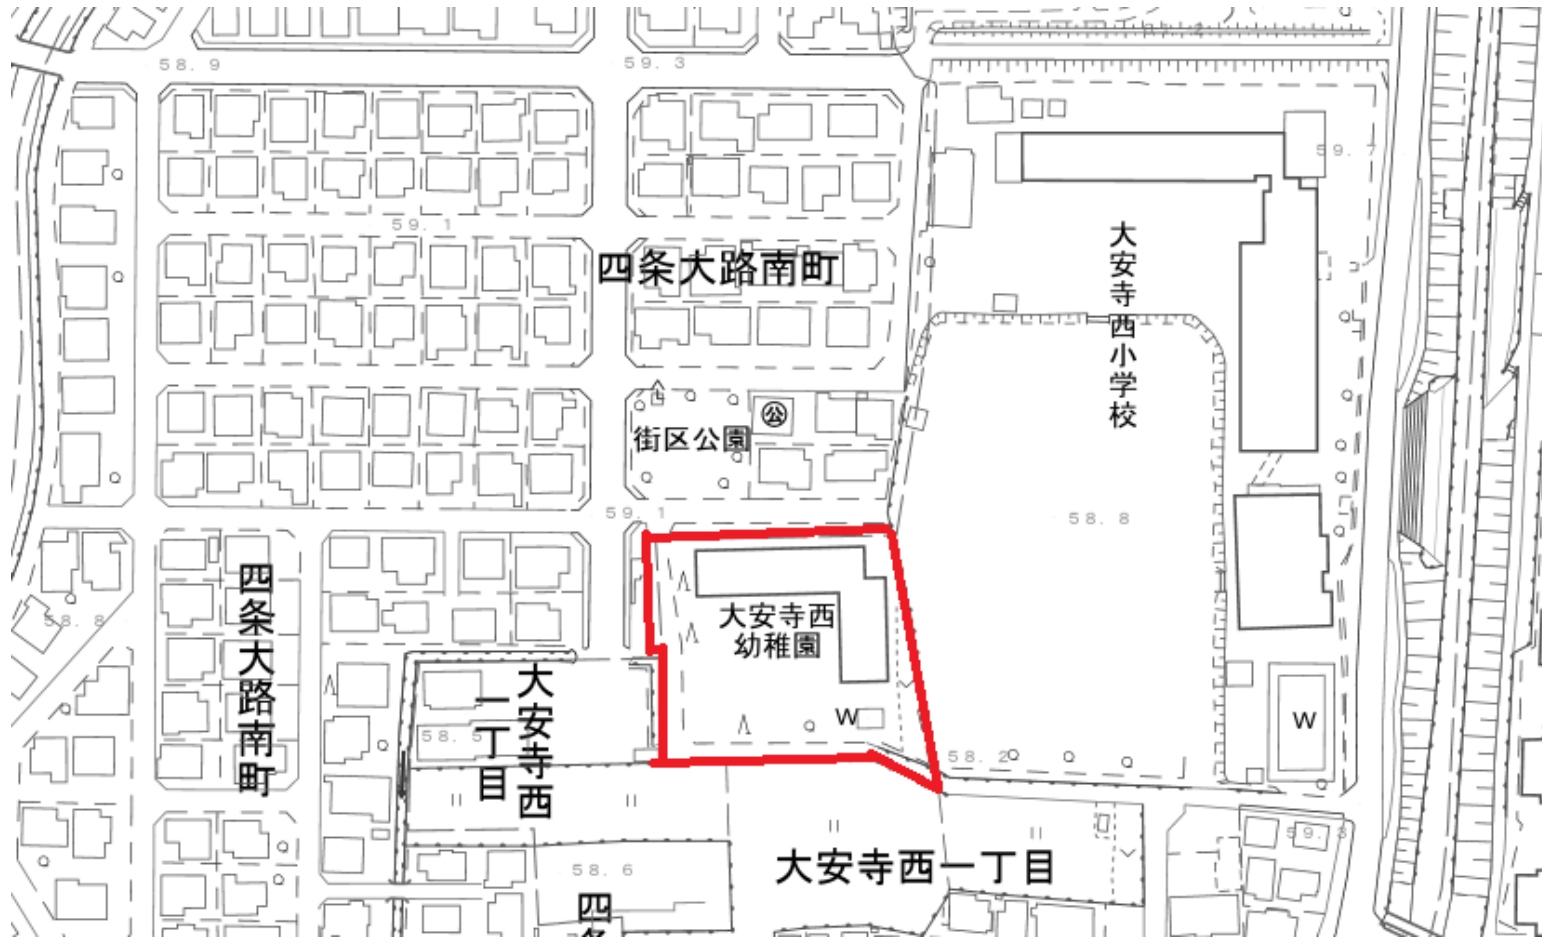 58.9
59.3
59.7
59.1
四条大路南町
大安寺西小学校
公
街区公園
59.1
58.8
四条大路南町
58.8
大安寺西
幼稚園
大安寺西
一丁目
58.5
W
W
58.2
大安寺西一丁目
59.3
58.6
四